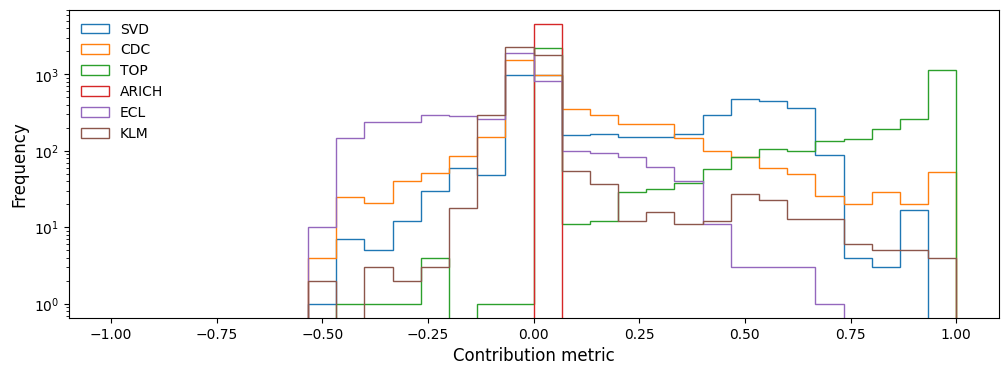 SVD
CDC
TOP
ARICH
ECL
KLM
Frequency
10³
10²
10¹
10⁰
−1.00 −0.75 −0.50 −0.25 0.00 0.25 0.50 0.75 1.00
Contribution metric